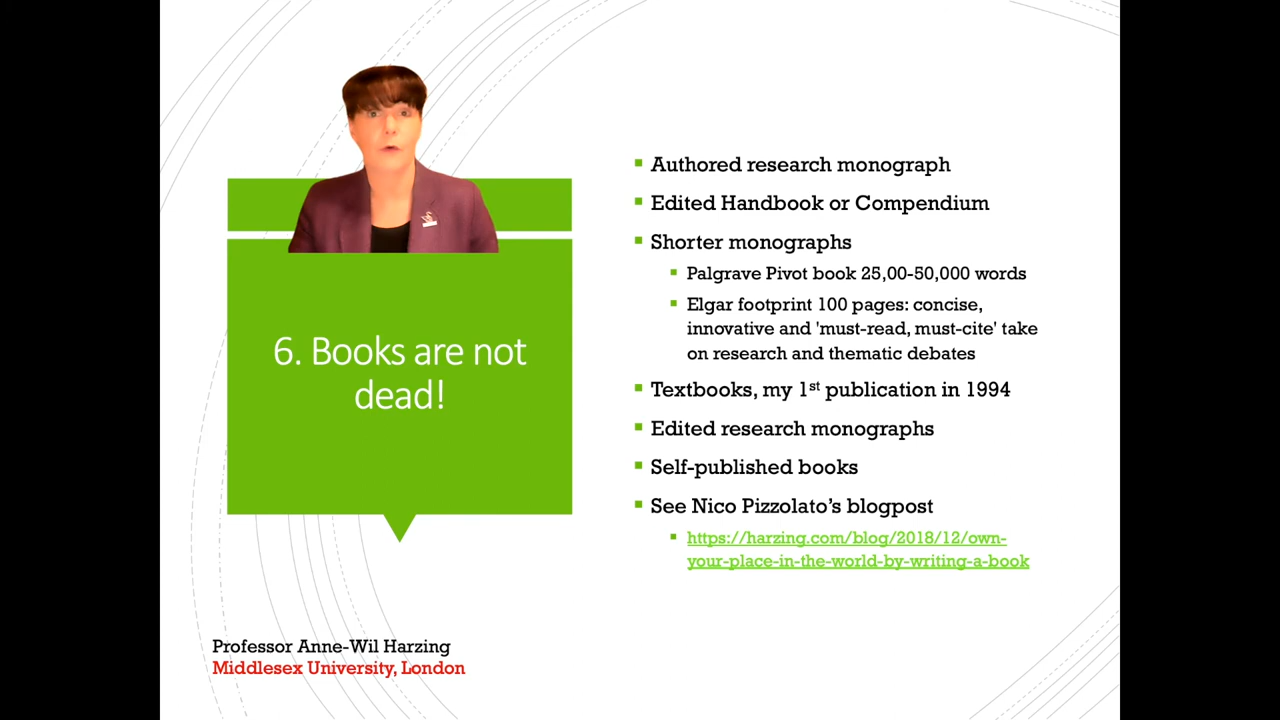 6. Books are not
dead!
Authored research monograph
Edited Handbook or Compendium
Shorter monographs
Palgrave Pivot book 25,00-50,000 words
Elgar footprint 100 pages: concise,
innovative and 'must-read, must-cite' take
on research and thematic debates
Textbooks, my 1st publication in 1994
Edited research monographs
Self-published books
See Nico Pizzolato’s blogpost
https://harzing.com/blog/2018/12/own-
your-place-in-the-world-by-writing-a-book
Professor Anne-Wil Harzing
Middlesex University, London